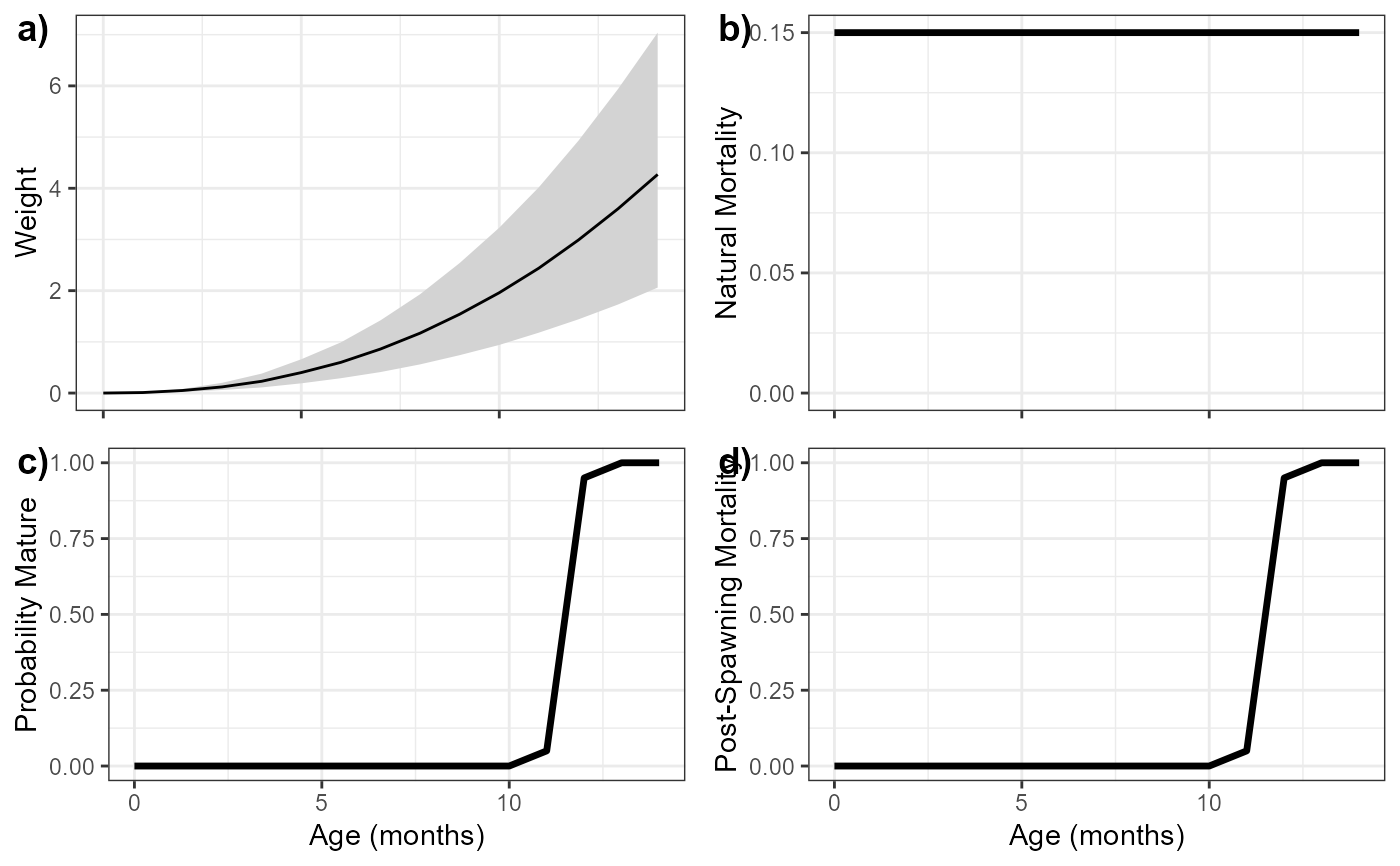 a)
Weight
6
4
2
0
b)
Natural Mortality
0.15
0.10
0.05
0.00
c)
Probability Mature
1.00
0.75
0.50
0.25
0.00
0
5
10
Age (months)
d)
Post-Spawning Mortality
1.00
0.75
0.50
0.25
0.00
0
5
10
Age (months)